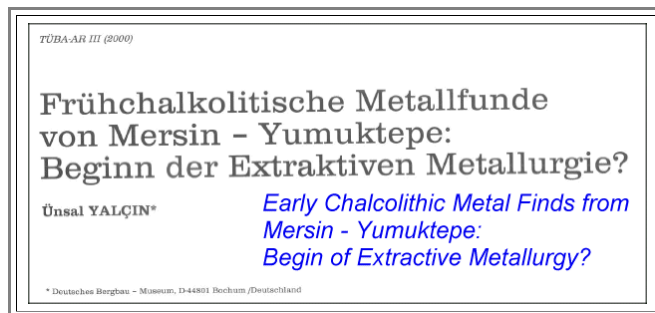 TÜBA-AR III (2000)
Frühchalkolitische Metallfunde
von Mersin – Yumuktepe:
Beginn der Extraktiven Metallurgie?
Ünsal YALÇIN*
Early Chalcolithic Metal Finds from
Mersin - Yumuktepe:
Begin of Extractive Metallurgy?
* Deutsches Bergbau – Museum, D-44801 Bochum /Deutschland